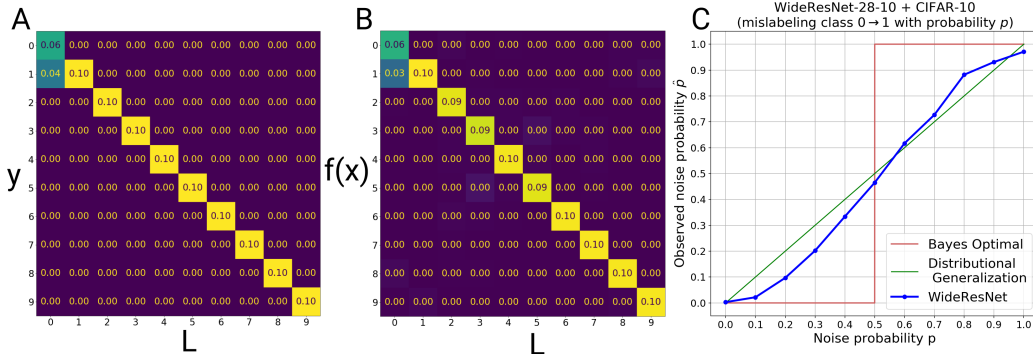 A
0 0.06 0.00 0.00 0.00 0.00 0.00 0.00 0.00 0.00 0.00
1 0.04 0.10 0.00 0.00 0.00 0.00 0.00 0.00 0.00 0.00
2 0.00 0.00 0.10 0.00 0.00 0.00 0.00 0.00 0.00 0.00
3 0.00 0.00 0.00 0.10 0.00 0.00 0.00 0.00 0.00 0.00
4 0.00 0.00 0.00 0.00 0.10 0.00 0.00 0.00 0.00 0.00
y
5 0.00 0.00 0.00 0.00 0.00 0.10 0.00 0.00 0.00 0.00
6 0.00 0.00 0.00 0.00 0.00 0.00 0.10 0.00 0.00 0.00
7 0.00 0.00 0.00 0.00 0.00 0.00 0.00 0.10 0.00 0.00
8 0.00 0.00 0.00 0.00 0.00 0.00 0.00 0.00 0.10 0.00
9 0.00 0.00 0.00 0.00 0.00 0.00 0.00 0.00 0.00 0.10
0 1 2 3 4 5 6 7 8 9
L
B
0 0.06 0.00 0.00 0.00 0.00 0.00 0.00 0.00 0.00 0.00
1 0.03 0.10 0.00 0.00 0.00 0.00 0.00 0.00 0.00 0.00
2 0.00 0.00 0.09 0.00 0.00 0.00 0.00 0.00 0.00 0.00
3 0.00 0.00 0.00 0.09 0.00 0.00 0.00 0.00 0.00 0.00
4 0.00 0.00 0.00 0.00 0.10 0.00 0.00 0.00 0.00 0.00
f(x)
5 0.00 0.00 0.00 0.00 0.00 0.09 0.00 0.00 0.00 0.00
6 0.00 0.00 0.00 0.00 0.00 0.00 0.10 0.00 0.00 0.00
7 0.00 0.00 0.00 0.00 0.00 0.00 0.00 0.10 0.00 0.00
8 0.00 0.00 0.00 0.00 0.00 0.00 0.00 0.00 0.10 0.00
9 0.00 0.00 0.00 0.00 0.00 0.00 0.00 0.00 0.00 0.10
0 1 2 3 4 5 6 7 8 9
L
C
WideResNet-28-10 + CIFAR-10
(mislabeling class 0→1 with probability p)
Observed noise probability p̂
1.0
0.9
0.8
0.7
0.6
0.5
0.4
0.3
0.2
0.1
0.0
Bayes Optimal
Distributional
Generalization
WideResNet
0.0 0.1 0.2 0.3 0.4 0.5 0.6 0.7 0.8 0.9 1.0
Noise probability p